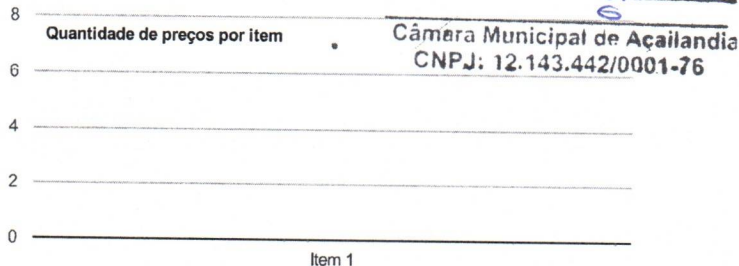 8
Quantidade de preços por item
Câmara Municipal de Açailandia
CNPJ: 12.143.442/0001-76
6
4
2
0
Item 1